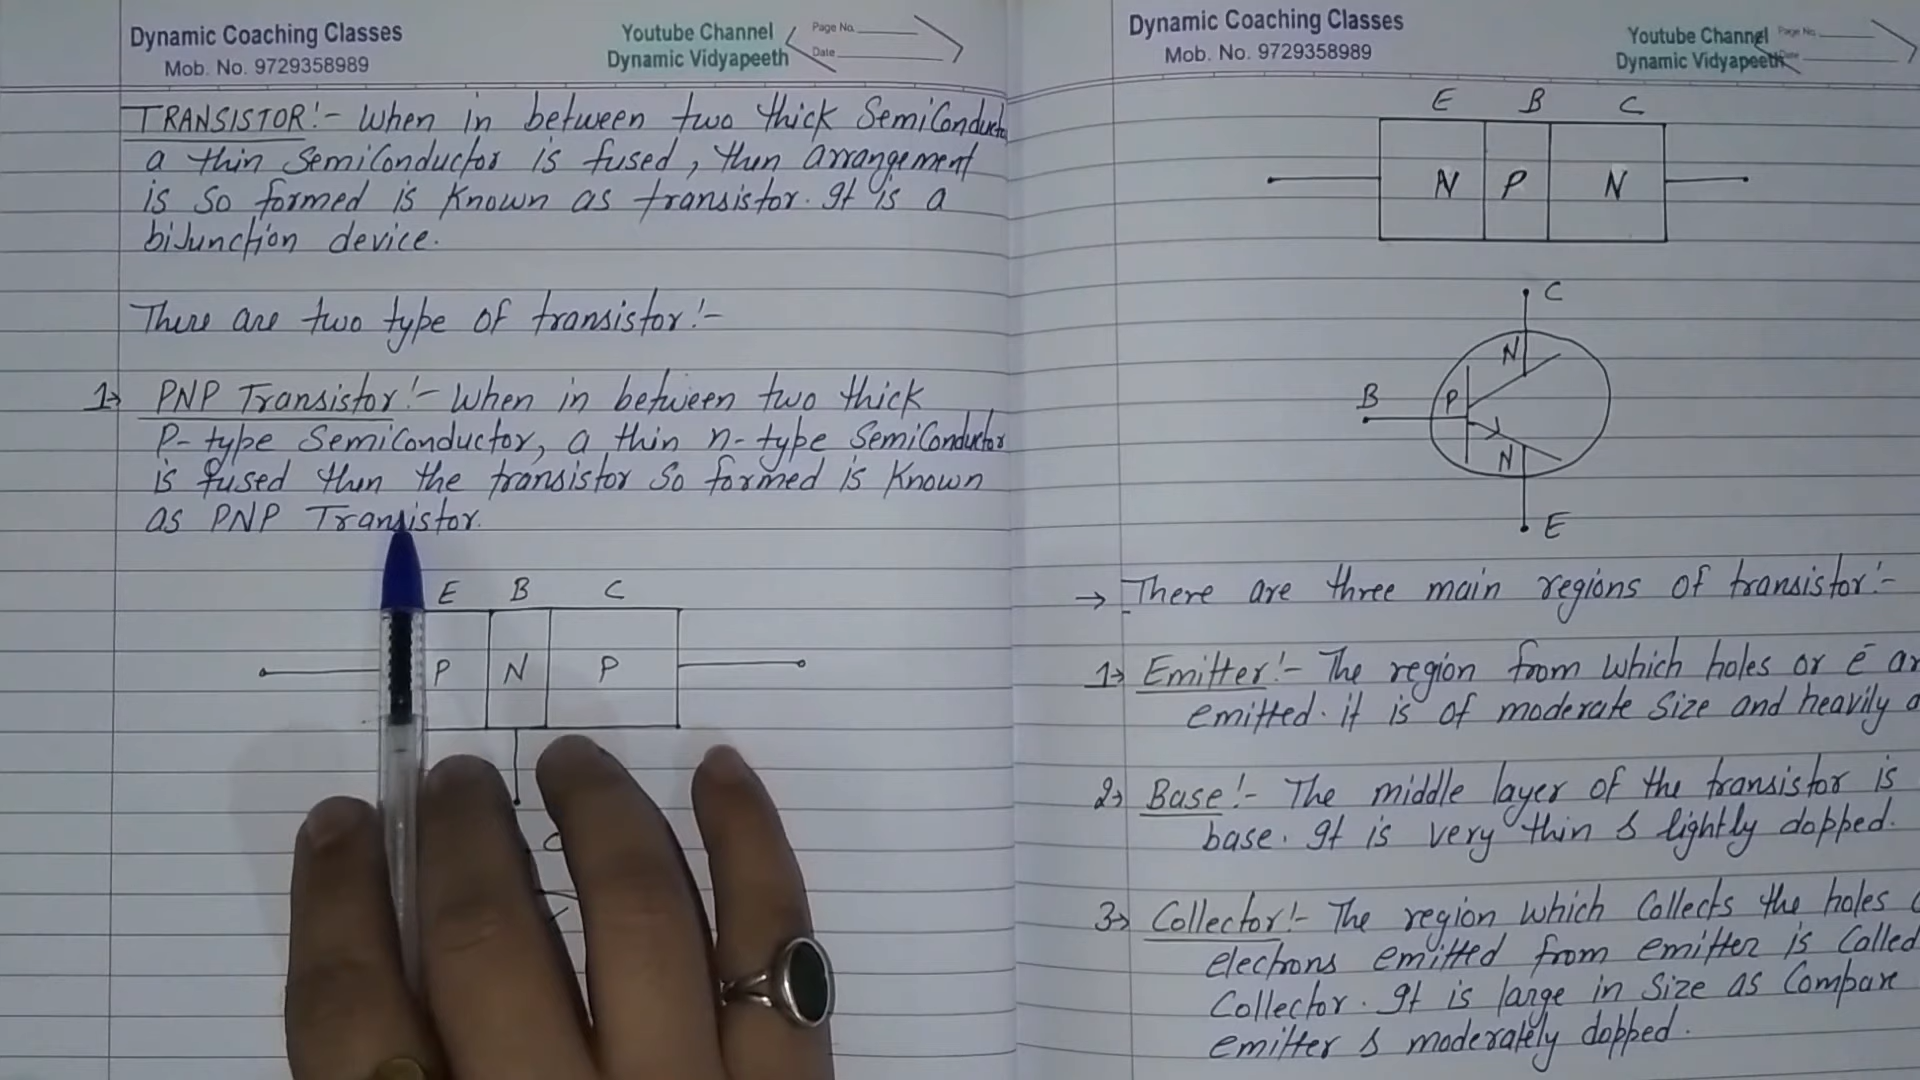 Dynamic Coaching Classes
Mob. No. 9729358989
Youtube Channel
Dynamic Vidyapeeth
Page No.
Date
TRANSISTOR:- When in between two thick SemiConductor
a thin SemiConductor is fused, then arrangement
is so formed is known as transistor. It is a
biJunction device.
There are two type of transistor:-
1→ PNP Transistor:- When in between two thick
P-type SemiConductor, a thin n-type SemiConductor
is fused then the transistor so formed is known
as PNP Transistor.
E B C
P N P
C
Dynamic Coaching Classes
Mob. No. 9729358989
Youtube Channel
Dynamic Vidyapeeth
Page No.
E B C
N P N
C
N
B
P
N
E
→ There are three main regions of transistor:-
1→ Emitter:- The region from which holes or e-
emitted. it is of moderate size and heavily
2→ Base:- The middle layer of the transistor is
base. It is very thin & lightly dopped.
3→ Collector:- The region which Collects the holes
electrons emitted from emitter is Called
Collector. It is large in size as Compare
emitter & moderately dopped.